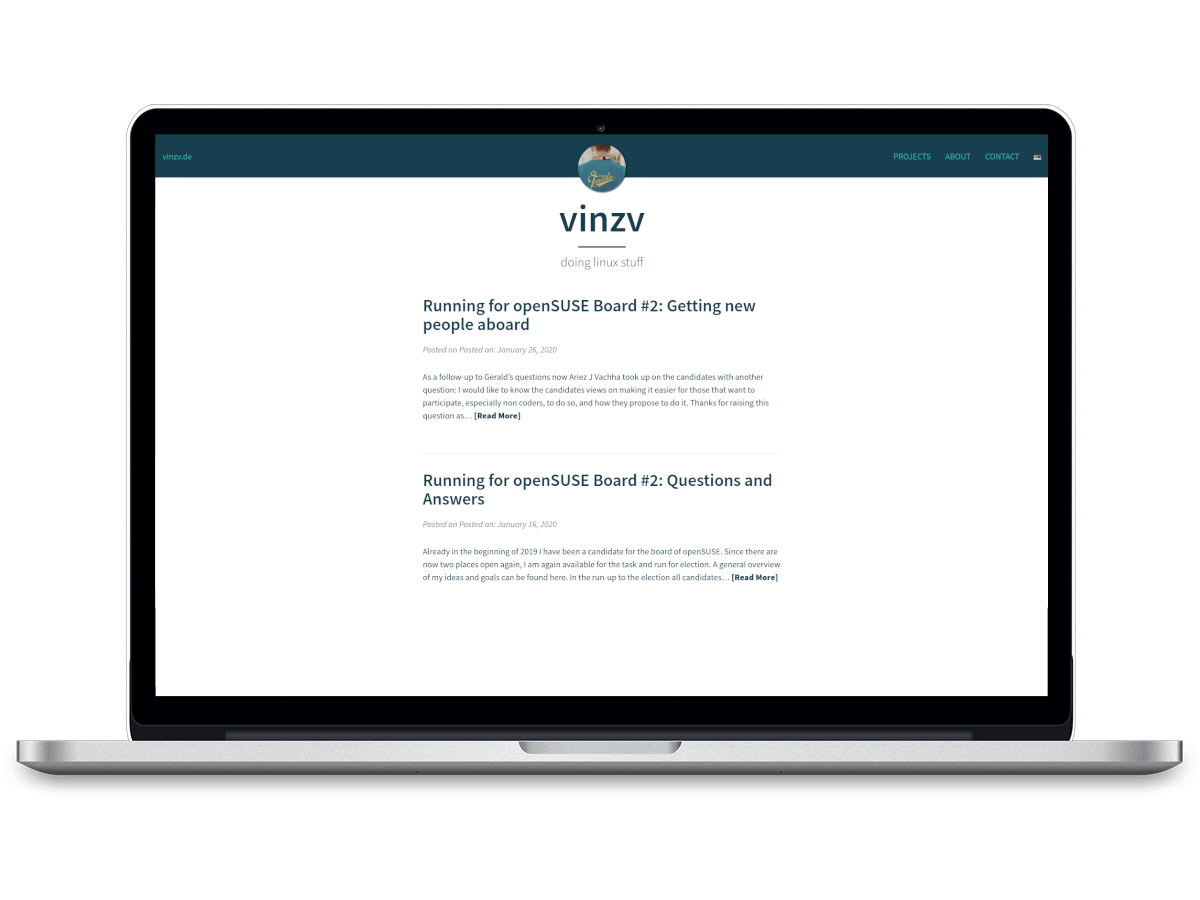 vinzv.de
PROJECTS ABOUT CONTACT
vinzv
doing linux stuff
Running for openSUSE Board #2: Getting new
people aboard
Posted on Posted on: January 26, 2020
As a follow-up to Gerald's questions now Ariez J Vachha took up on the candidates with another
question: I would like to know the candidates views on making it easier for those that want to
participate, especially non coders, to do so, and how they propose to do it. Thanks for raising this
question as… [Read More]
Running for openSUSE Board #2: Questions and
Answers
Posted on Posted on: January 16, 2020
Already in the beginning of 2019 I have been a candidate for the board of openSUSE. Since there are
now two places open again, I am again available for the task and run for election. A general overview
of my ideas and goals can be found here. In the run-up to the election all candidates… [Read More]